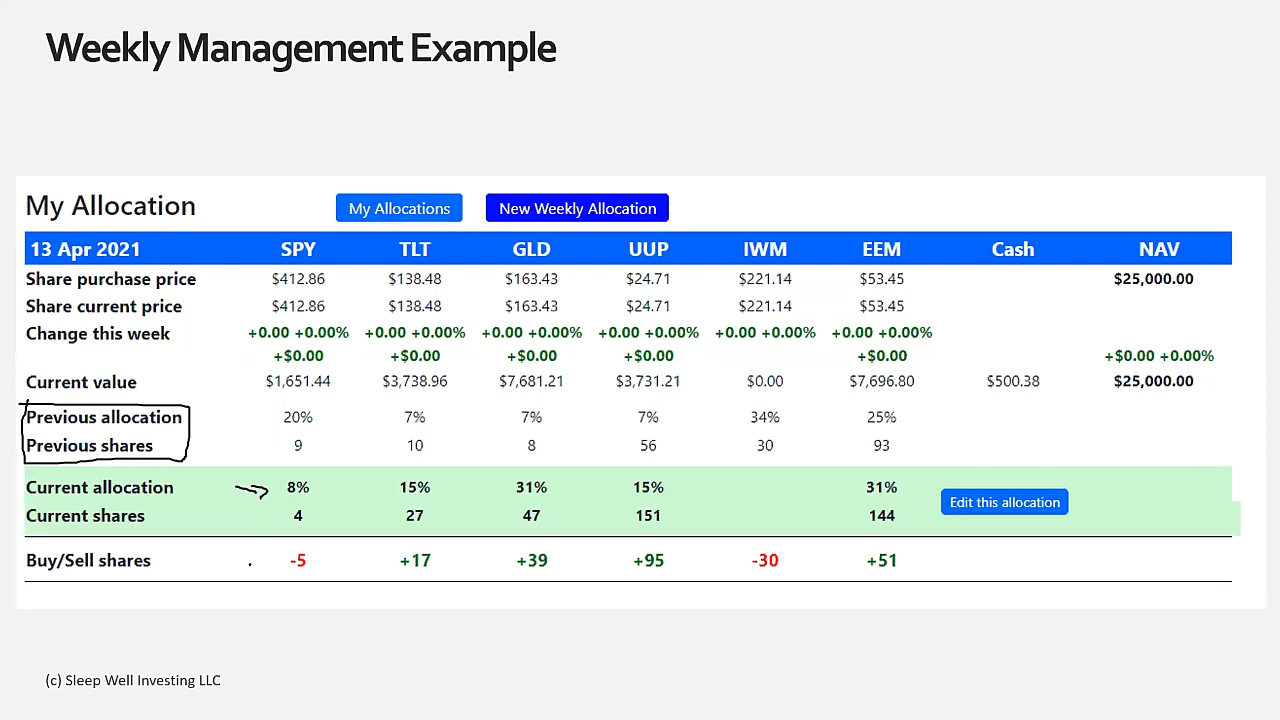 Weekly Management Example
My Allocation My Allocations New Weekly Allocation
13 Apr 2021 SPY TLT GLD UUP IWM EEM Cash NAV
Share purchase price $412.86 $138.48 $163.43 $24.71 $221.14 $53.45 $25,000.00
Share current price $412.86 $138.48 $163.43 $24.71 $221.14 $53.45
Change this week +0.00 +0.00% +0.00 +0.00% +0.00 +0.00% +0.00 +0.00% +0.00 +0.00% +0.00 +0.00%
+$0.00 +$0.00 +$0.00 +$0.00 +$0.00 +$0.00 +0.00%
Current value $1,651.44 $3,738.96 $7,681.21 $3,731.21 $0.00 $7,696.80 $500.38 $25,000.00
Previous allocation 20% 7% 7% 7% 34% 25%
Previous shares 9 10 8 56 30 93
Current allocation 8% 15% 31% 15% 31% Edit this allocation
Current shares 4 27 47 151 144
Buy/Sell shares -5 +17 +39 +95 -30 +51
(c) Sleep Well Investing LLC